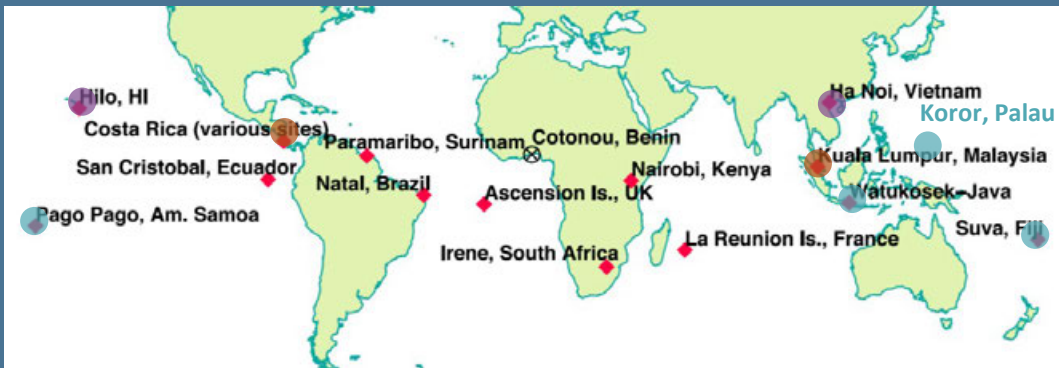 Hilo, HI
Ha Noi, Vietnam
Koror, Palau
Costa Rica (various sites)
Paramaribo, Surinam
Cotonou, Benin
Kuala Lumpur, Malaysia
San Cristobal, Ecuador
Nairobi, Kenya
Natal, Brazil
Ascension Is., UK
Watukosek-Java
Pago Pago, Am. Samoa
Suva, Fiji
La Reunion Is., France
Irene, South Africa